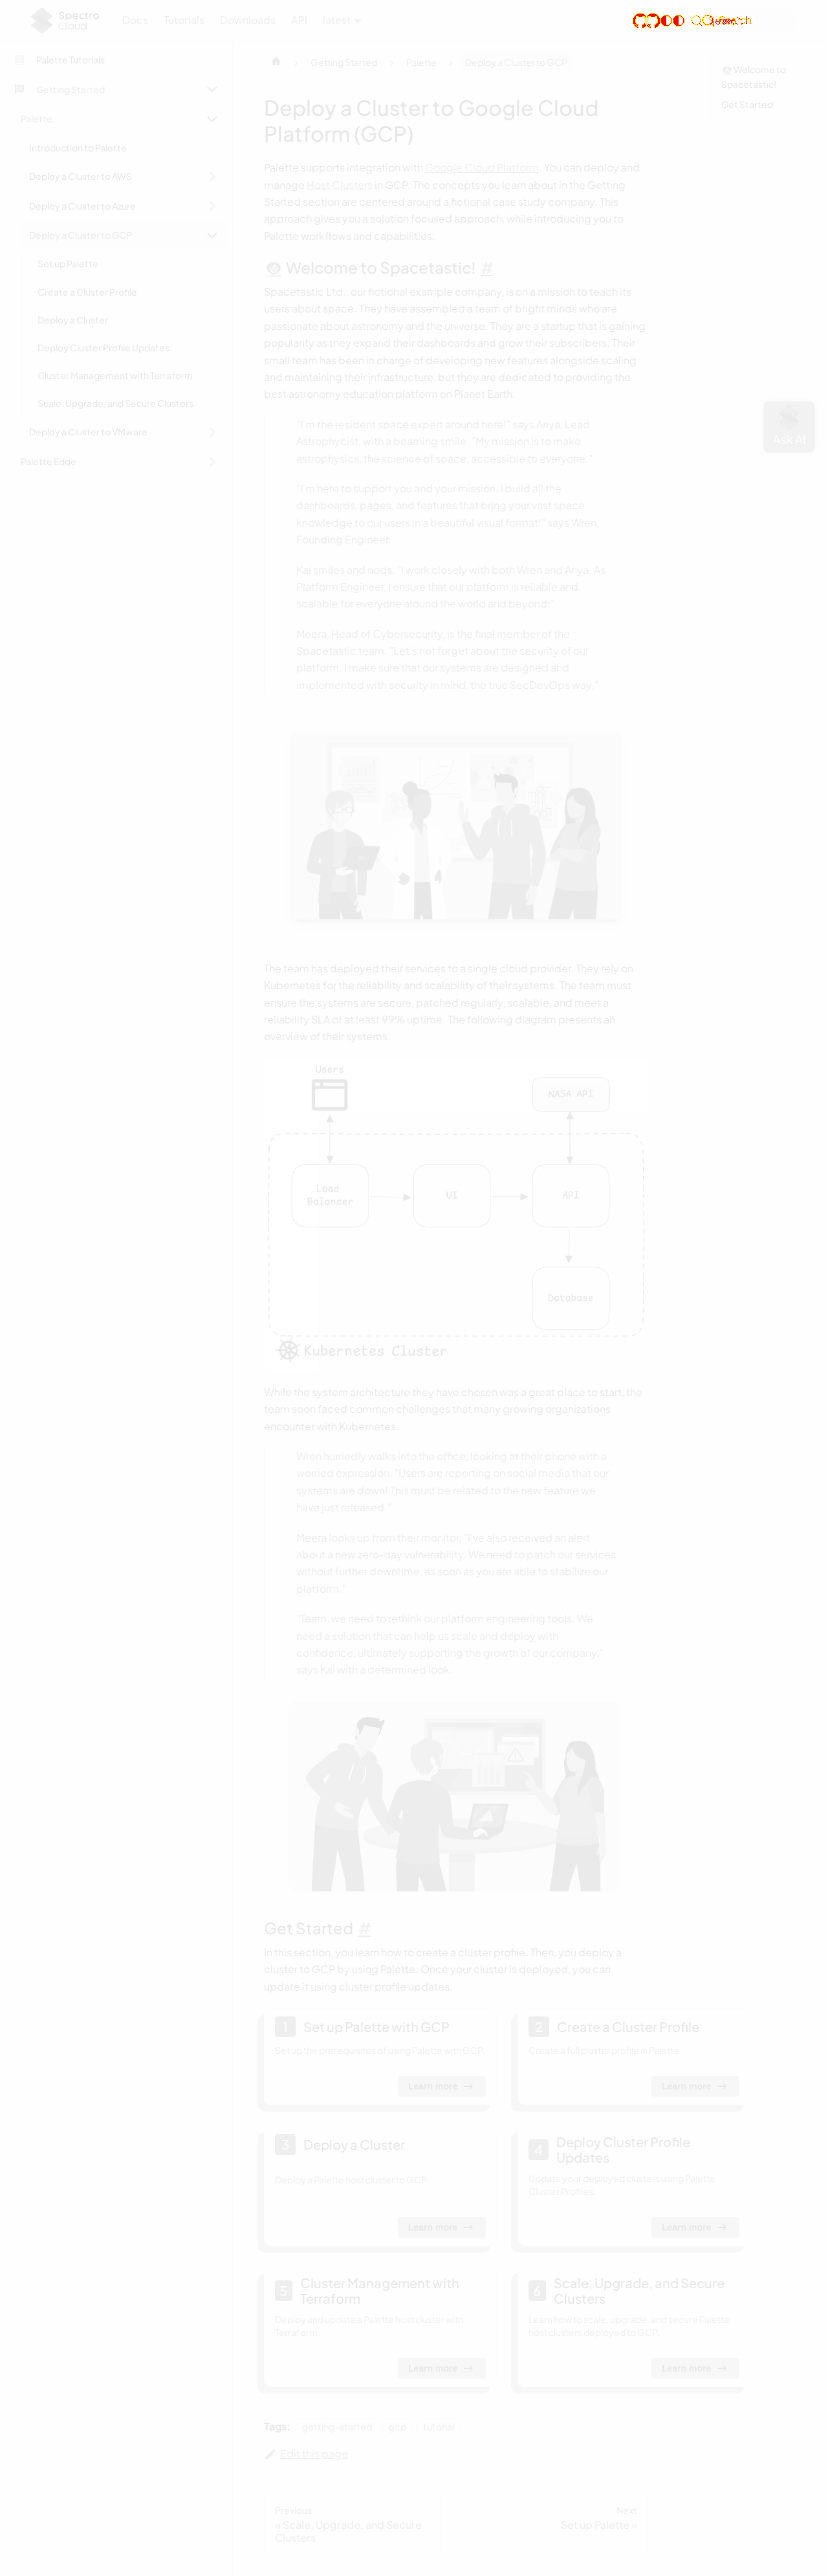 Spectro
Cloud
Docs
Tutorials
Downloads
API
latest
Palette Tutorials
Getting Started
Palette
Introduction to Palette
Deploy a Cluster to AWS
Deploy a Cluster to Azure
Deploy a Cluster to GCP
Set up Palette
Create a Cluster Profile
Deploy a Cluster
Deploy Cluster Profile Updates
Cluster Management with Terraform
Scale, Upgrade, and Secure Clusters
Deploy a Cluster to VMware
Palette Edge
Getting Started
Palette
Deploy a Cluster to GCP
Deploy a Cluster to Google Cloud
Platform (GCP)
Palette supports integration with Google Cloud Platform. You can deploy and
manage Host Clusters in GCP. The concepts you learn about in the Getting
Started section are centered around a fictional case study company. This
approach gives you a solution focused approach, while introducing you to
Palette workflows and capabilities.
🧑‍🚀 Welcome to Spacetastic! #
Spacetastic Ltd., our fictional example company, is on a mission to teach its
users about space. They have assembled a team of bright minds who are
passionate about astronomy and the universe. They are a startup that is gaining
popularity as they expand their dashboards and grow their subscribers. Their
small team has been in charge of developing new features alongside scaling
and maintaining their infrastructure, but they are dedicated to providing the
best astronomy education platform on Planet Earth.
"I'm the resident space expert around here!" says Anya, Lead
Astrophycist, with a beaming smile. "My mission is to make
astrophysics, the science of space, accessible to everyone."
"I'm here to support you and your mission. I build all the
dashboards, pages, and features that bring your vast space
knowledge to our users in a beautiful visual format!" says Wren,
Founding Engineer.
Kai smiles and nods. "I work closely with both Wren and Anya. As
Platform Engineer, I ensure that our platform is reliable and
scalable for everyone around the world and beyond!"
Meera, Head of Cybersecurity, is the final member of the
Spacetastic team. "Let's not forget about the security of our
platform. I make sure that our systems are designed and
implemented with security in mind, the true SecDevOps way."
The team has deployed their services to a single cloud provider. They rely on
Kubernetes for the reliability and scalability of their systems. The team must
ensure the systems are secure, patched regularly, scalable, and meet a
reliability SLA of at least 99% uptime. The following diagram presents an
overview of their systems.
Users
NASA API
Load
Balancer
UI
API
Database
Kubernetes Cluster
While the system architecture they have chosen was a great place to start, the
team soon faced common challenges that many growing organizations
encounter with Kubernetes.
Wren hurriedly walks into the office, looking at their phone with a
worried expression. "Users are reporting on social media that our
systems are down! This must be related to the new feature we
have just released."
Meera looks up from their monitor, "I've also received an alert
about a new zero-day vulnerability. We need to patch our services
without further downtime, as soon as you are able to stabilize our
platform."
"Team, we need to rethink our platform engineering tools. We
need a solution that can help us scale and deploy with
confidence, ultimately supporting the growth of our company,"
says Kai with a determined look.
Get Started #
In this section, you learn how to create a cluster profile. Then, you deploy a
cluster to GCP by using Palette. Once your cluster is deployed, you can
update it using cluster profile updates.
1 Set up Palette with GCP
Set up the prerequisites of using Palette with GCP
Learn more
2 Create a Cluster Profile
Create a full cluster profile in Palette
Learn more
3 Deploy a Cluster
Deploy a Palette host cluster to GCP
Learn more
4 Deploy Cluster Profile
Updates
Update your deployed clusters using Palette
Cluster Profiles
Learn more
5 Cluster Management with
Terraform
Deploy and update a Palette host cluster with
Terraform
Learn more
6 Scale, Upgrade, and Secure
Clusters
Learn how to scale, upgrade, and secure Palette
host clusters deployed to GCP
Learn more
Tags:
getting-started
gcp
tutorial
Edit this page
Previous
« Scale, Upgrade, and Secure
Clusters
Next
Set up Palette »
🧑‍🚀 Welcome to
Spacetastic!
Get Started
Ask AI